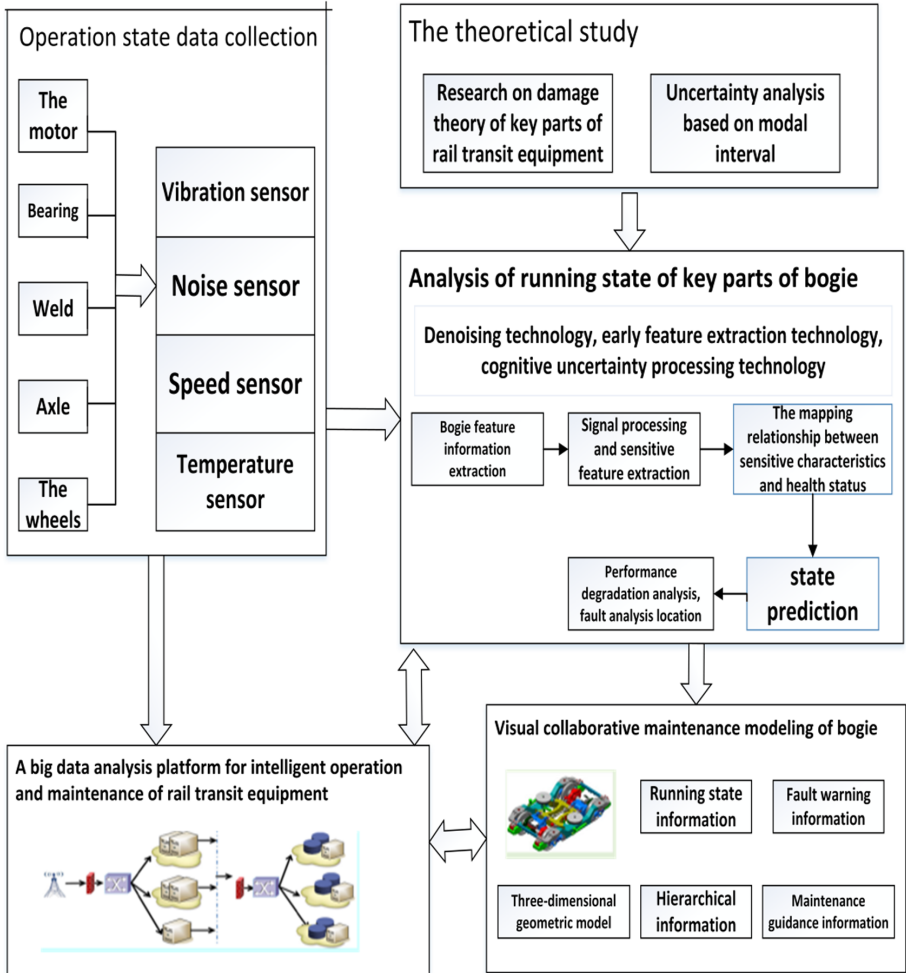 Operation state data collection
The
motor
Bearing
Weld
Axle
The
wheels
Vibration sensor
Noise sensor
Speed sensor
Temperature
sensor
The theoretical study
Research on damage
theory of key parts of
rail transit equipment
Uncertainty analysis
based on modal
interval
Analysis of running state of key parts of bogie
Denoising technology, early feature extraction technology,
cognitive uncertainty processing technology
Bogie feature
information
extraction
Signal processing
and sensitive
feature extraction
The mapping
relationship between
sensitive characteristics
and health status
state
prediction
Performance
degradation analysis,
fault analysis location
A big data analysis platform for intelligent operation
and maintenance of rail transit equipment
Visual collaborative maintenance modeling of bogie
Running state
information
Fault warning
information
Three-dimensional
geometric model
Hierarchical
information
Maintenance
guidance information